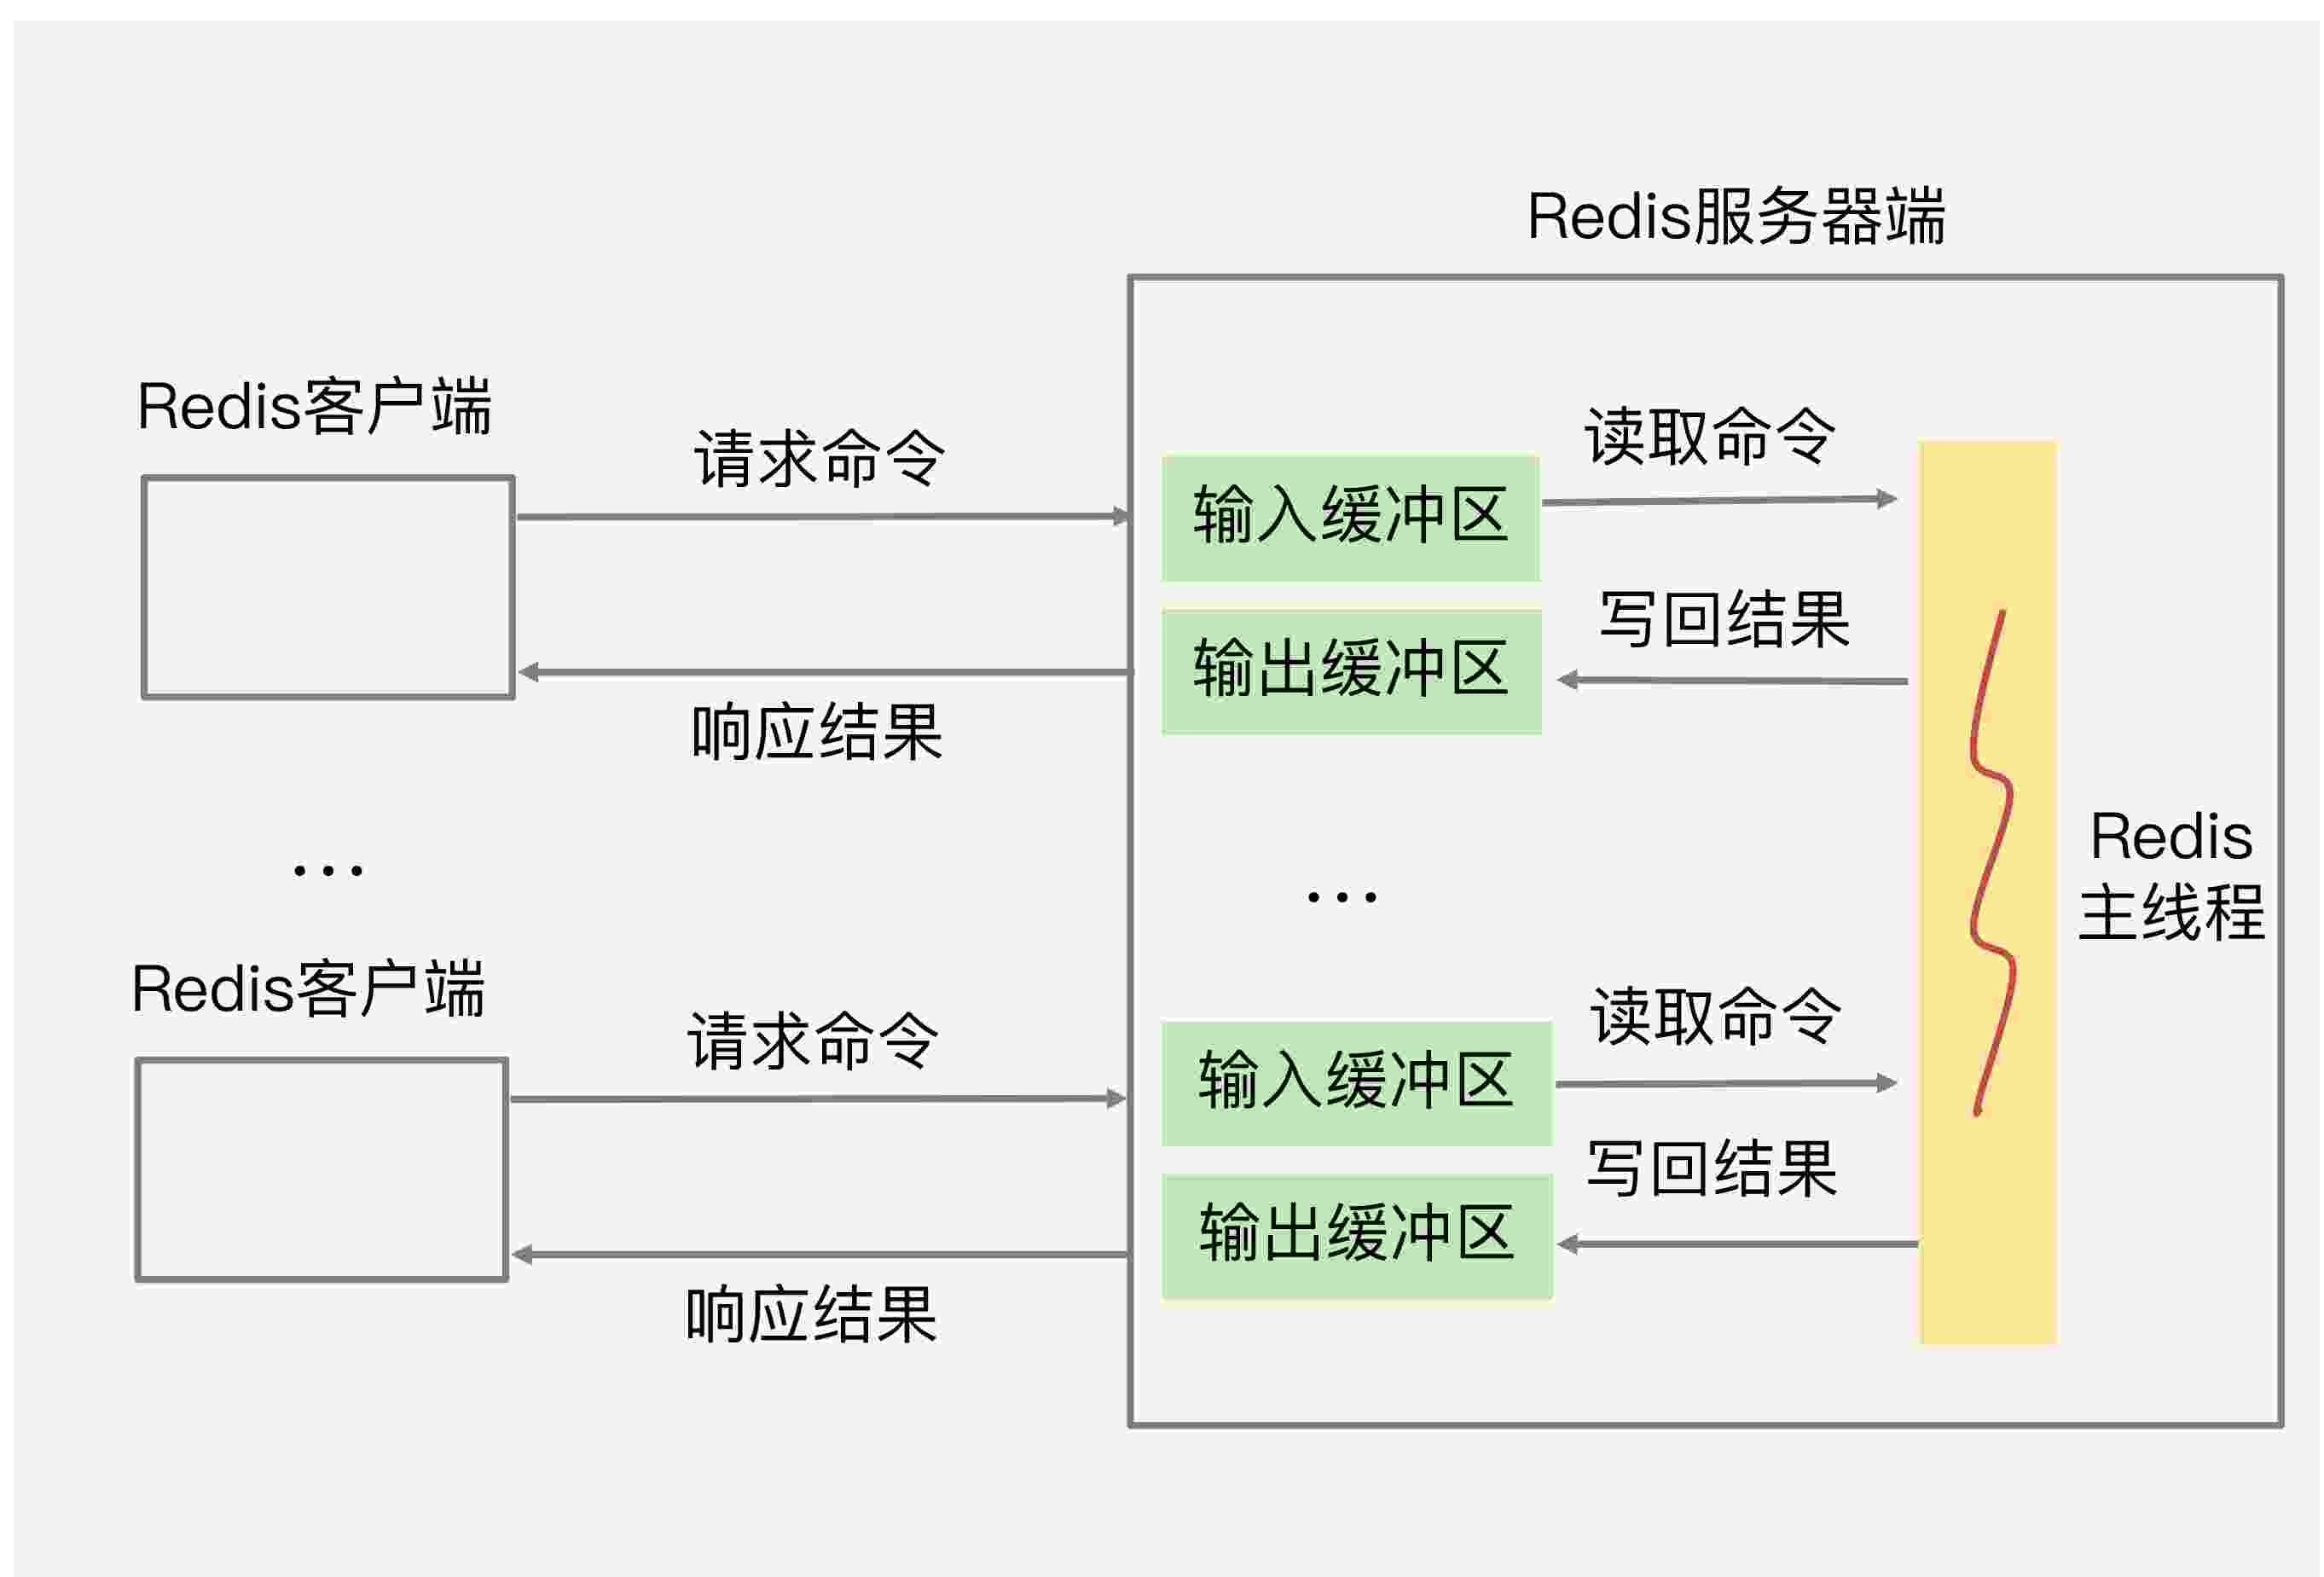 Redis服务器端
Redis客户端
请求命令
输入缓冲区
读取命令
输出缓冲区
写回结果
响应结果
...
...
Redis
主线程
Redis客户端
请求命令
输入缓冲区
读取命令
输出缓冲区
写回结果
响应结果